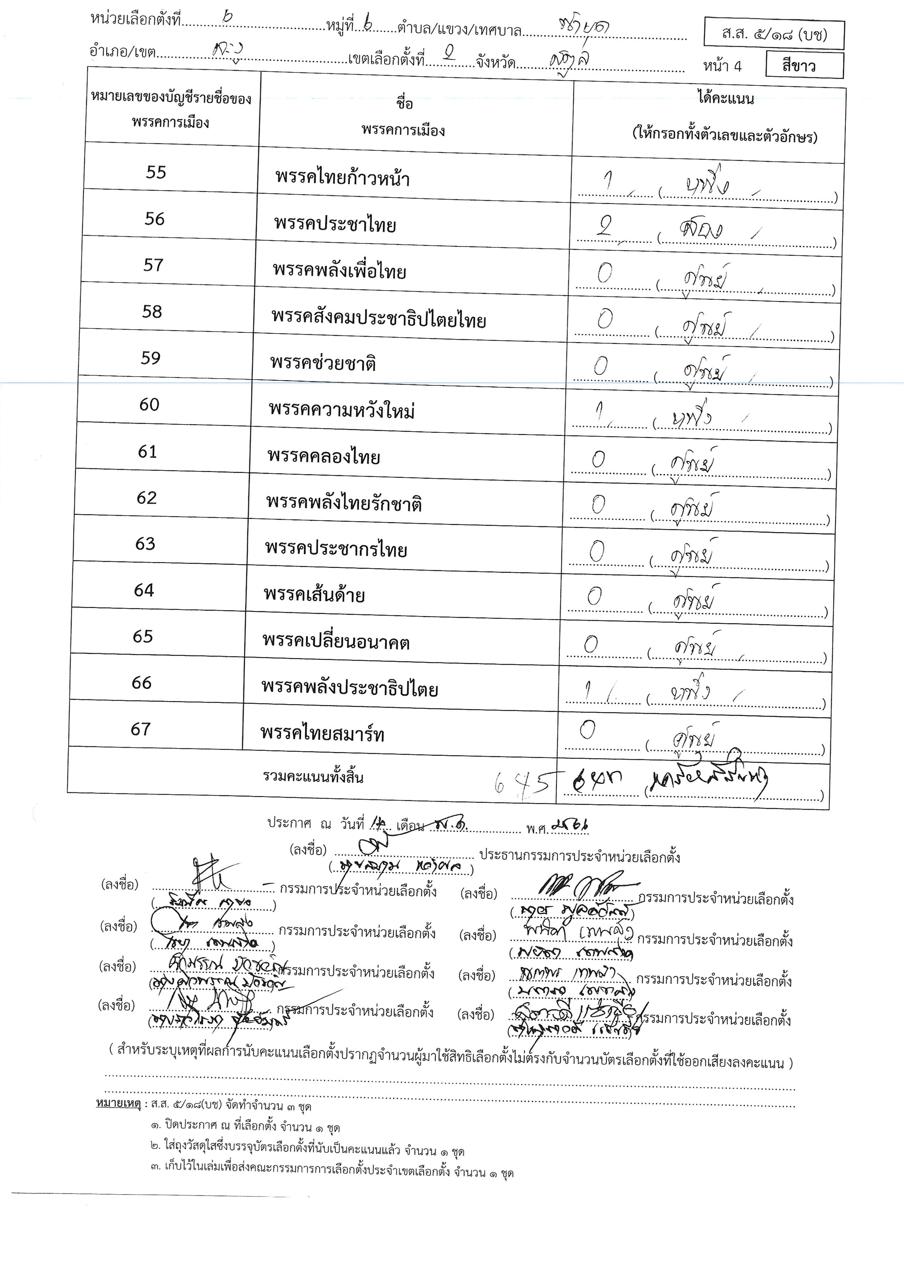 หน่วยเลือกตั้งที่ ๖ หมู่ที่ ๖ ตำบล/แขวง/เทศบาล
ส.ส. ๕/๑๘ (บช)
อำเภอ/เขต ละงู เขตเลือกตั้งที่ 2 จังหวัด สตูล
หน้า 4 สีขาว
หมายเลขของบัญชีรายชื่อของพรรคการเมือง ชื่อพรรคการเมือง ได้คะแนน (ให้กรอกทั้งตัวเลขและตัวอักษร)
55 พรรคไทยก้าวหน้า 1 (หนึ่ง)
56 พรรคประชาไทย 2 (สอง)
57 พรรคพลังเพื่อไทย 0 (ศูนย์)
58 พรรคสังคมประชาธิปไตยไทย 0 (ศูนย์)
59 พรรคช่วยชาติ 0 (ศูนย์)
60 พรรคความหวังใหม่ 1 (หนึ่ง)
61 พรรคคลองไทย 0 (ศูนย์)
62 พรรคพลังไทยรักชาติ 0 (ศูนย์)
63 พรรคประชากรไทย 0 (ศูนย์)
64 พรรคเส้นด้าย 0 (ศูนย์)
65 พรรคเปลี่ยนอนาคต 0 (ศูนย์)
66 พรรคพลังประชาธิปไตย 1 (หนึ่ง)
67 พรรคไทยสมาร์ท 0 (ศูนย์)
รวมคะแนนทั้งสิ้น 645
ประกาศ ณ วันที่ เดือน พ.ค. พ.ศ.
(ลงชื่อ) ประธานกรรมการประจำหน่วยเลือกตั้ง
(ลงชื่อ) กรรมการประจำหน่วยเลือกตั้ง (ลงชื่อ) กรรมการประจำหน่วยเลือกตั้ง
(ลงชื่อ) กรรมการประจำหน่วยเลือกตั้ง (ลงชื่อ) กรรมการประจำหน่วยเลือกตั้ง
(ลงชื่อ) กรรมการประจำหน่วยเลือกตั้ง (ลงชื่อ) กรรมการประจำหน่วยเลือกตั้ง
(ลงชื่อ) กรรมการประจำหน่วยเลือกตั้ง (ลงชื่อ) กรรมการประจำหน่วยเลือกตั้ง
( สำหรับระบุเหตุที่ผลการนับคะแนนเลือกตั้งปรากฏจำนวนผู้มาใช้สิทธิเลือกตั้งไม่ตรงกับจำนวนบัตรเลือกตั้งที่ใช้ออกเสียงลงคะแนน )
หมายเหตุ : ส.ส. ๕/๑๘(บช) จัดทำจำนวน ๓ ชุด
๑. ปิดประกาศ ณ ที่เลือกตั้ง จำนวน ๑ ชุด
๒. ใส่ถุงวัสดุใสซึ่งบรรจุบัตรเลือกตั้งที่นับเป็นคะแนนแล้ว จำนวน ๑ ชุด
๓. เก็บไว้ในเล่มเพื่อส่งคณะกรรมการการเลือกตั้งประจำเขตเลือกตั้ง จำนวน ๑ ชุด